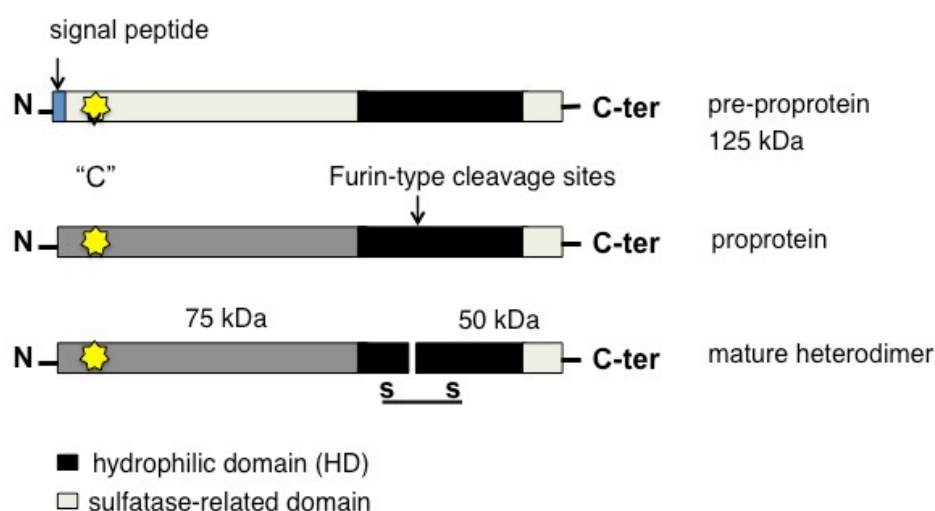 signal peptide
N C-ter pre-proprotein
125 kDa
“C” Furin-type cleavage sites
N C-ter proprotein
75 kDa 50 kDa
N C-ter mature heterodimer
s s
hydrophilic domain (HD)
sulfatase-related domain